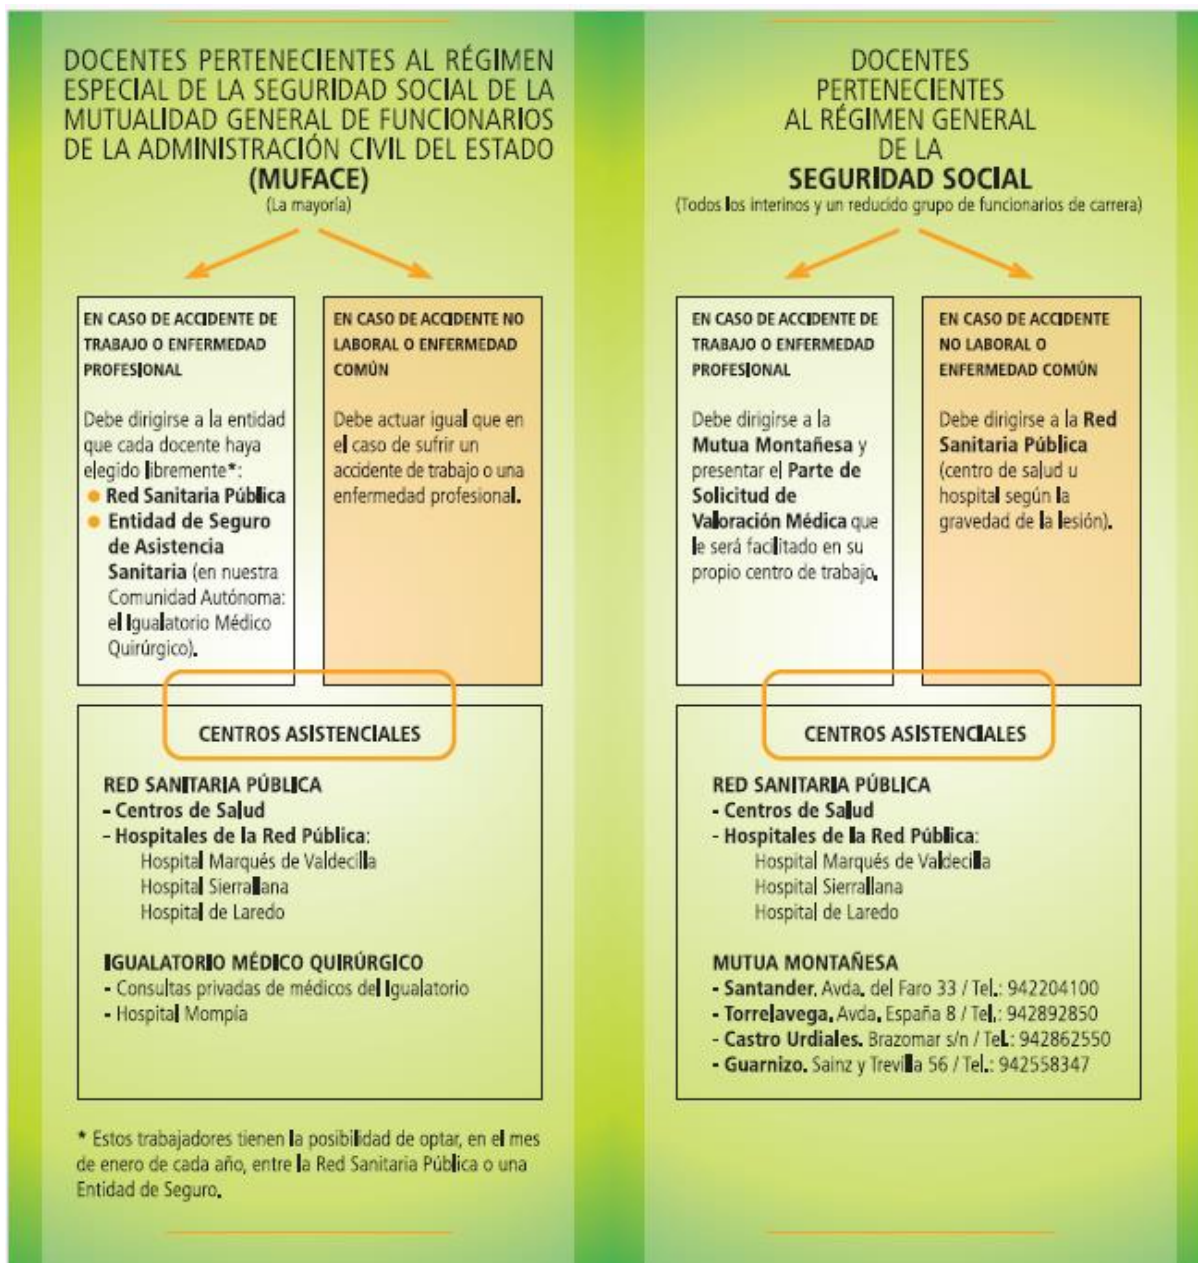 DOCENTES PERTENECIENTES AL RÉGIMEN
ESPECIAL DE LA SEGURIDAD SOCIAL DE LA
MUTUALIDAD GENERAL DE FUNCIONARIOS
DE LA ADMINISTRACIÓN CIVIL DEL ESTADO
(MUFACE)
(La mayoría)
EN CASO DE ACCIDENTE DE
TRABAJO O ENFERMEDAD
PROFESIONAL
Debe dirigirse a la entidad
que cada docente haya
elegido libremente*:
● Red Sanitaria Pública
● Entidad de Seguro
de Asistencia
Sanitaria (en nuestra
Comunidad Autónoma:
el Igualatorio Médico
Quirúrgico).
EN CASO DE ACCIDENTE NO
LABORAL O ENFERMEDAD
COMÚN
Debe actuar igual que en
el caso de sufrir un
accidente de trabajo o una
enfermedad profesional.
CENTROS ASISTENCIALES
RED SANITARIA PÚBLICA
- Centros de Salud
- Hospitales de la Red Pública:
Hospital Marqués de Valdecilla
Hospital Sierrallana
Hospital de Laredo
IGUALATORIO MÉDICO QUIRÚRGICO
- Consultas privadas de médicos del Igualatorio
- Hospital Mompía
* Estos trabajadores tienen la posibilidad de optar, en el mes
de enero de cada año, entre la Red Sanitaria Pública o una
Entidad de Seguro.
DOCENTES
PERTENECIENTES
AL RÉGIMEN GENERAL
DE LA
SEGURIDAD SOCIAL
(Todos los interinos y un reducido grupo de funcionarios de carrera)
EN CASO DE ACCIDENTE DE
TRABAJO O ENFERMEDAD
PROFESIONAL
Debe dirigirse a la
Mutua Montañesa y
presentar el Parte de
Solicitud de
Valoración Médica que
le será facilitado en su
propio centro de trabajo.
EN CASO DE ACCIDENTE
NO LABORAL O
ENFERMEDAD COMÚN
Debe dirigirse a la Red
Sanitaria Pública
(centro de salud u
hospital según la
gravedad de la lesión).
CENTROS ASISTENCIALES
RED SANITARIA PÚBLICA
- Centros de Salud
- Hospitales de la Red Pública:
Hospital Marqués de Valdecilla
Hospital Sierrallana
Hospital de Laredo
MUTUA MONTAÑESA
- Santander. Avda. del Faro 33 / Tel.: 942204100
- Torrelavega. Avda. España 8 / Tel.: 942892850
- Castro Urdiales. Brazomar s/n / Tel.: 942862550
- Guarnizo. Sainz y Trevilla 56 / Tel.: 942558347